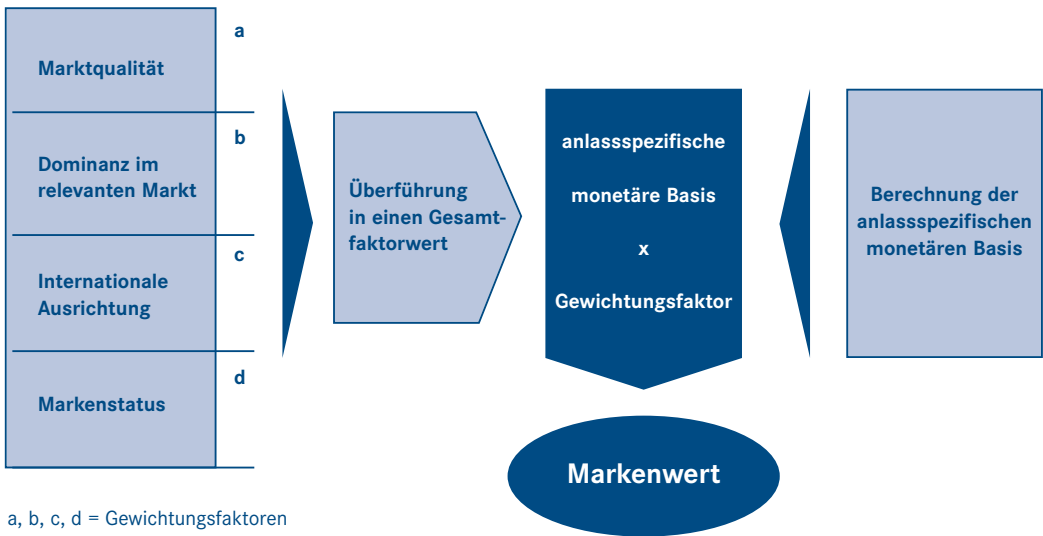 a
Marktqualität
b
Dominanz im
relevanten Markt
c
Internationale
Ausrichtung
d
Markenstatus
Überführung
in einen Gesamt-
faktorwert
anlassspezifische
monetäre Basis
x
Gewichtungsfaktor
Berechnung der
anlassspezifischen
monetären Basis
Markenwert
a, b, c, d = Gewichtungsfaktoren